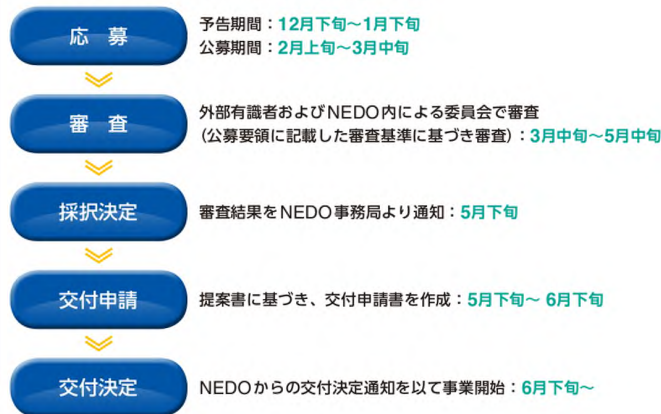 応 募
予告期間：12月下旬～1月下旬
公募期間：2月上旬～3月中旬
審 査
外部有識者およびNEDO内による委員会で審査
（公募要領に記載した審査基準に基づき審査）：3月中旬～5月中旬
採択決定
審査結果をNEDO事務局より通知：5月下旬
交付申請
提案書に基づき、交付申請書を作成：5月下旬～ 6月下旬
交付決定
NEDOからの交付決定通知を以て事業開始：6月下旬～